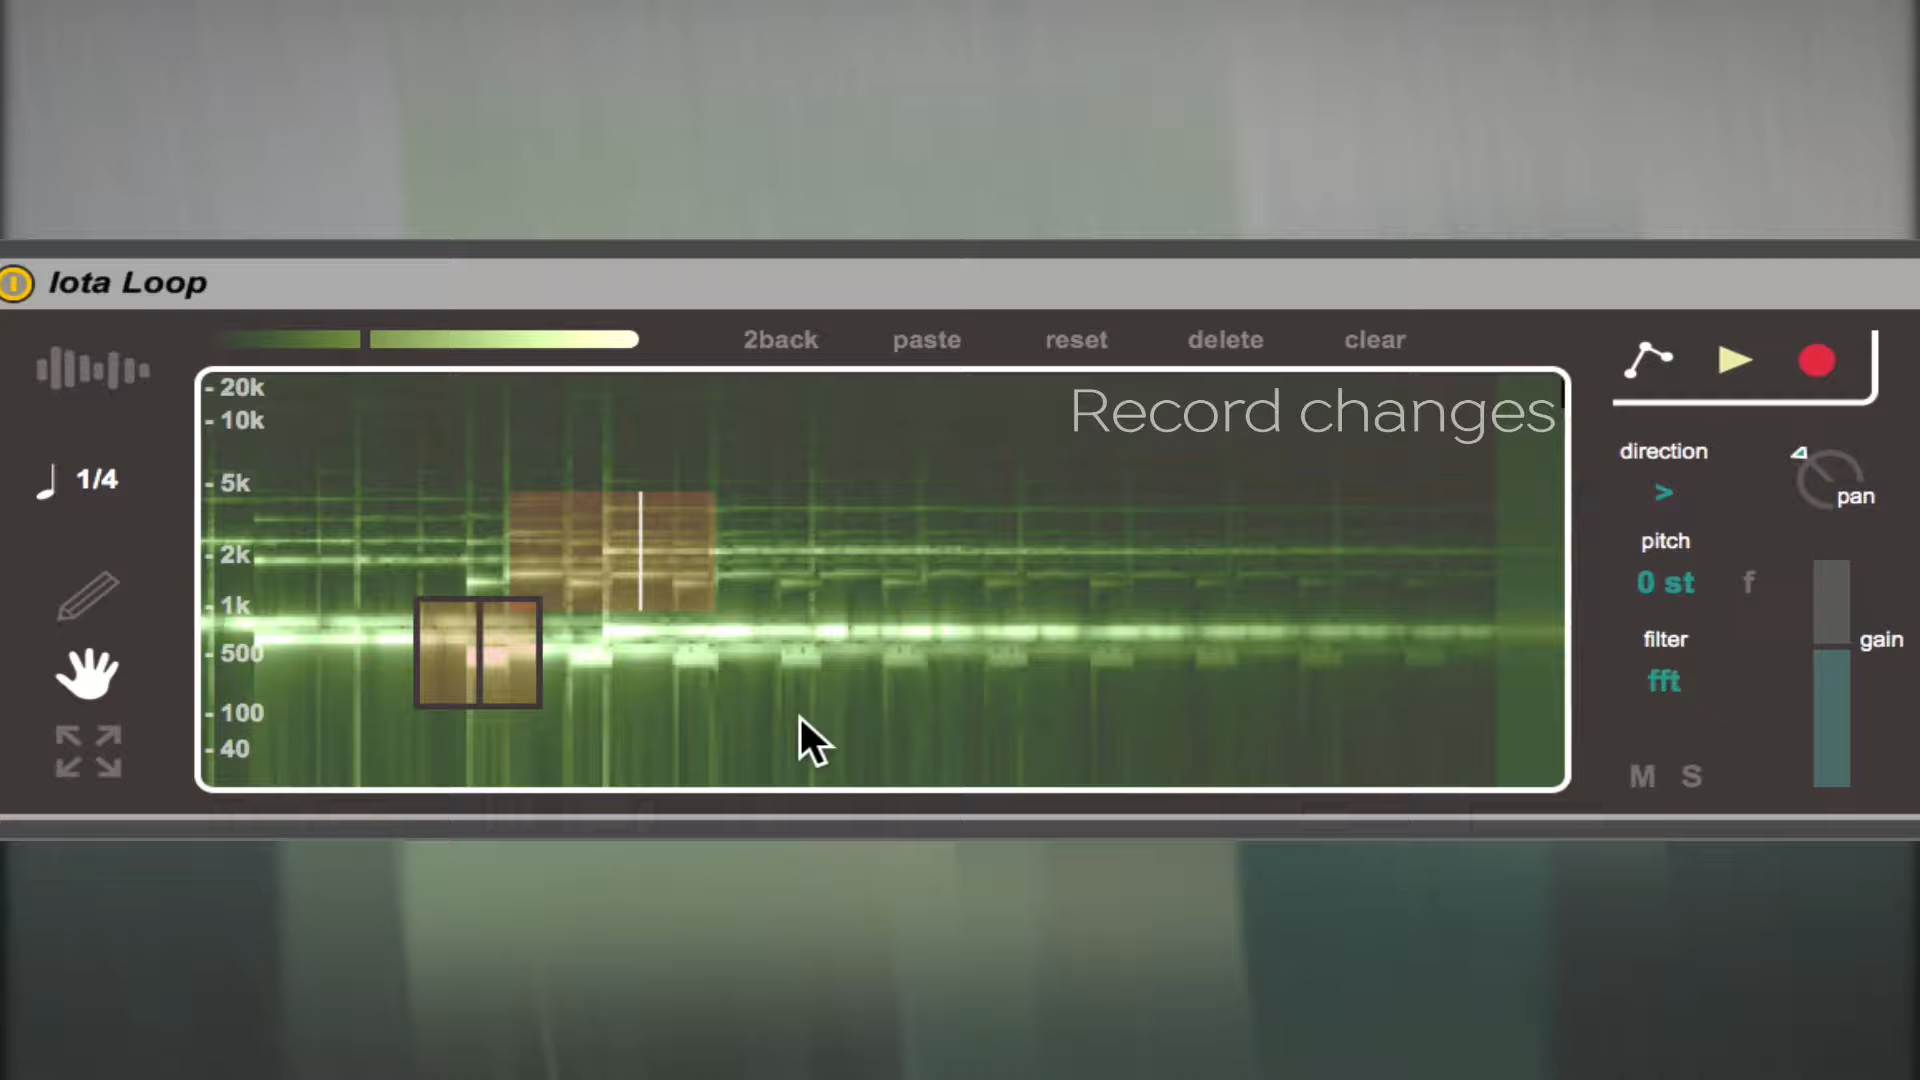 Iota Loop
2back paste reset delete clear
- 20k
- 10k
- 5k
- 2k
- 1k
- 500
- 100
- 40
Record changes
1/4
direction
>
pan
pitch
0 st f
filter
gain
fft
M S